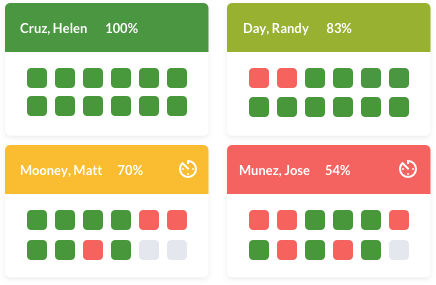 Cruz, Helen 100%
Day, Randy 83%
Mooney, Matt 70%
Munez, Jose 54%